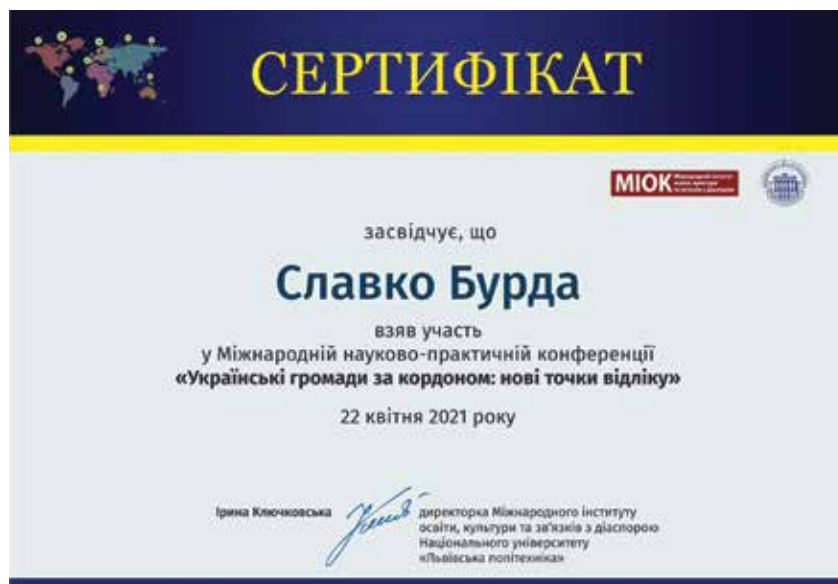 СЕРТИФІКАТ
МІОК
засвідчує, що
Славко Бурда
взяв участь
у Міжнародній науково-практичній конференції
«Українські громади за кордоном: нові точки відліку»
22 квітня 2021 року
Ірина Ключковська
директорка Міжнародного інституту
освіти, культури та зв'язків з діаспорою
Національного університету
«Львівська політехніка»